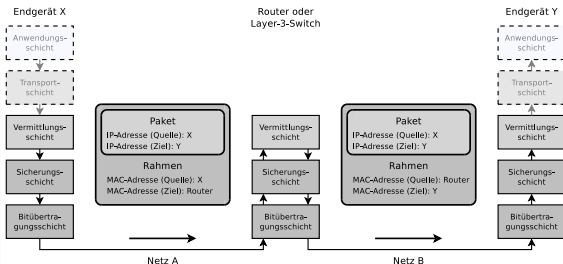 Endgerät X
Anwendungs-
schicht
Transport-
schicht
Vermittlungs-
schicht
Sicherungs-
schicht
Bitübertra-
gungsschicht
Paket
IP-Adresse (Quelle): X
IP-Adresse (Ziel): Y
Rahmen
MAC-Adresse (Quelle): X
MAC-Adresse (Ziel): Router
Netz A
Router oder
Layer-3-Switch
Vermittlungs-
schicht
Sicherungs-
schicht
Bitübertra-
gungsschicht
Paket
IP-Adresse (Quelle): X
IP-Adresse (Ziel): Y
Rahmen
MAC-Adresse (Quelle): Router
MAC-Adresse (Ziel): Y
Netz B
Endgerät Y
Anwendungs-
schicht
Transport-
schicht
Vermittlungs-
schicht
Sicherungs-
schicht
Bitübertra-
gungsschicht